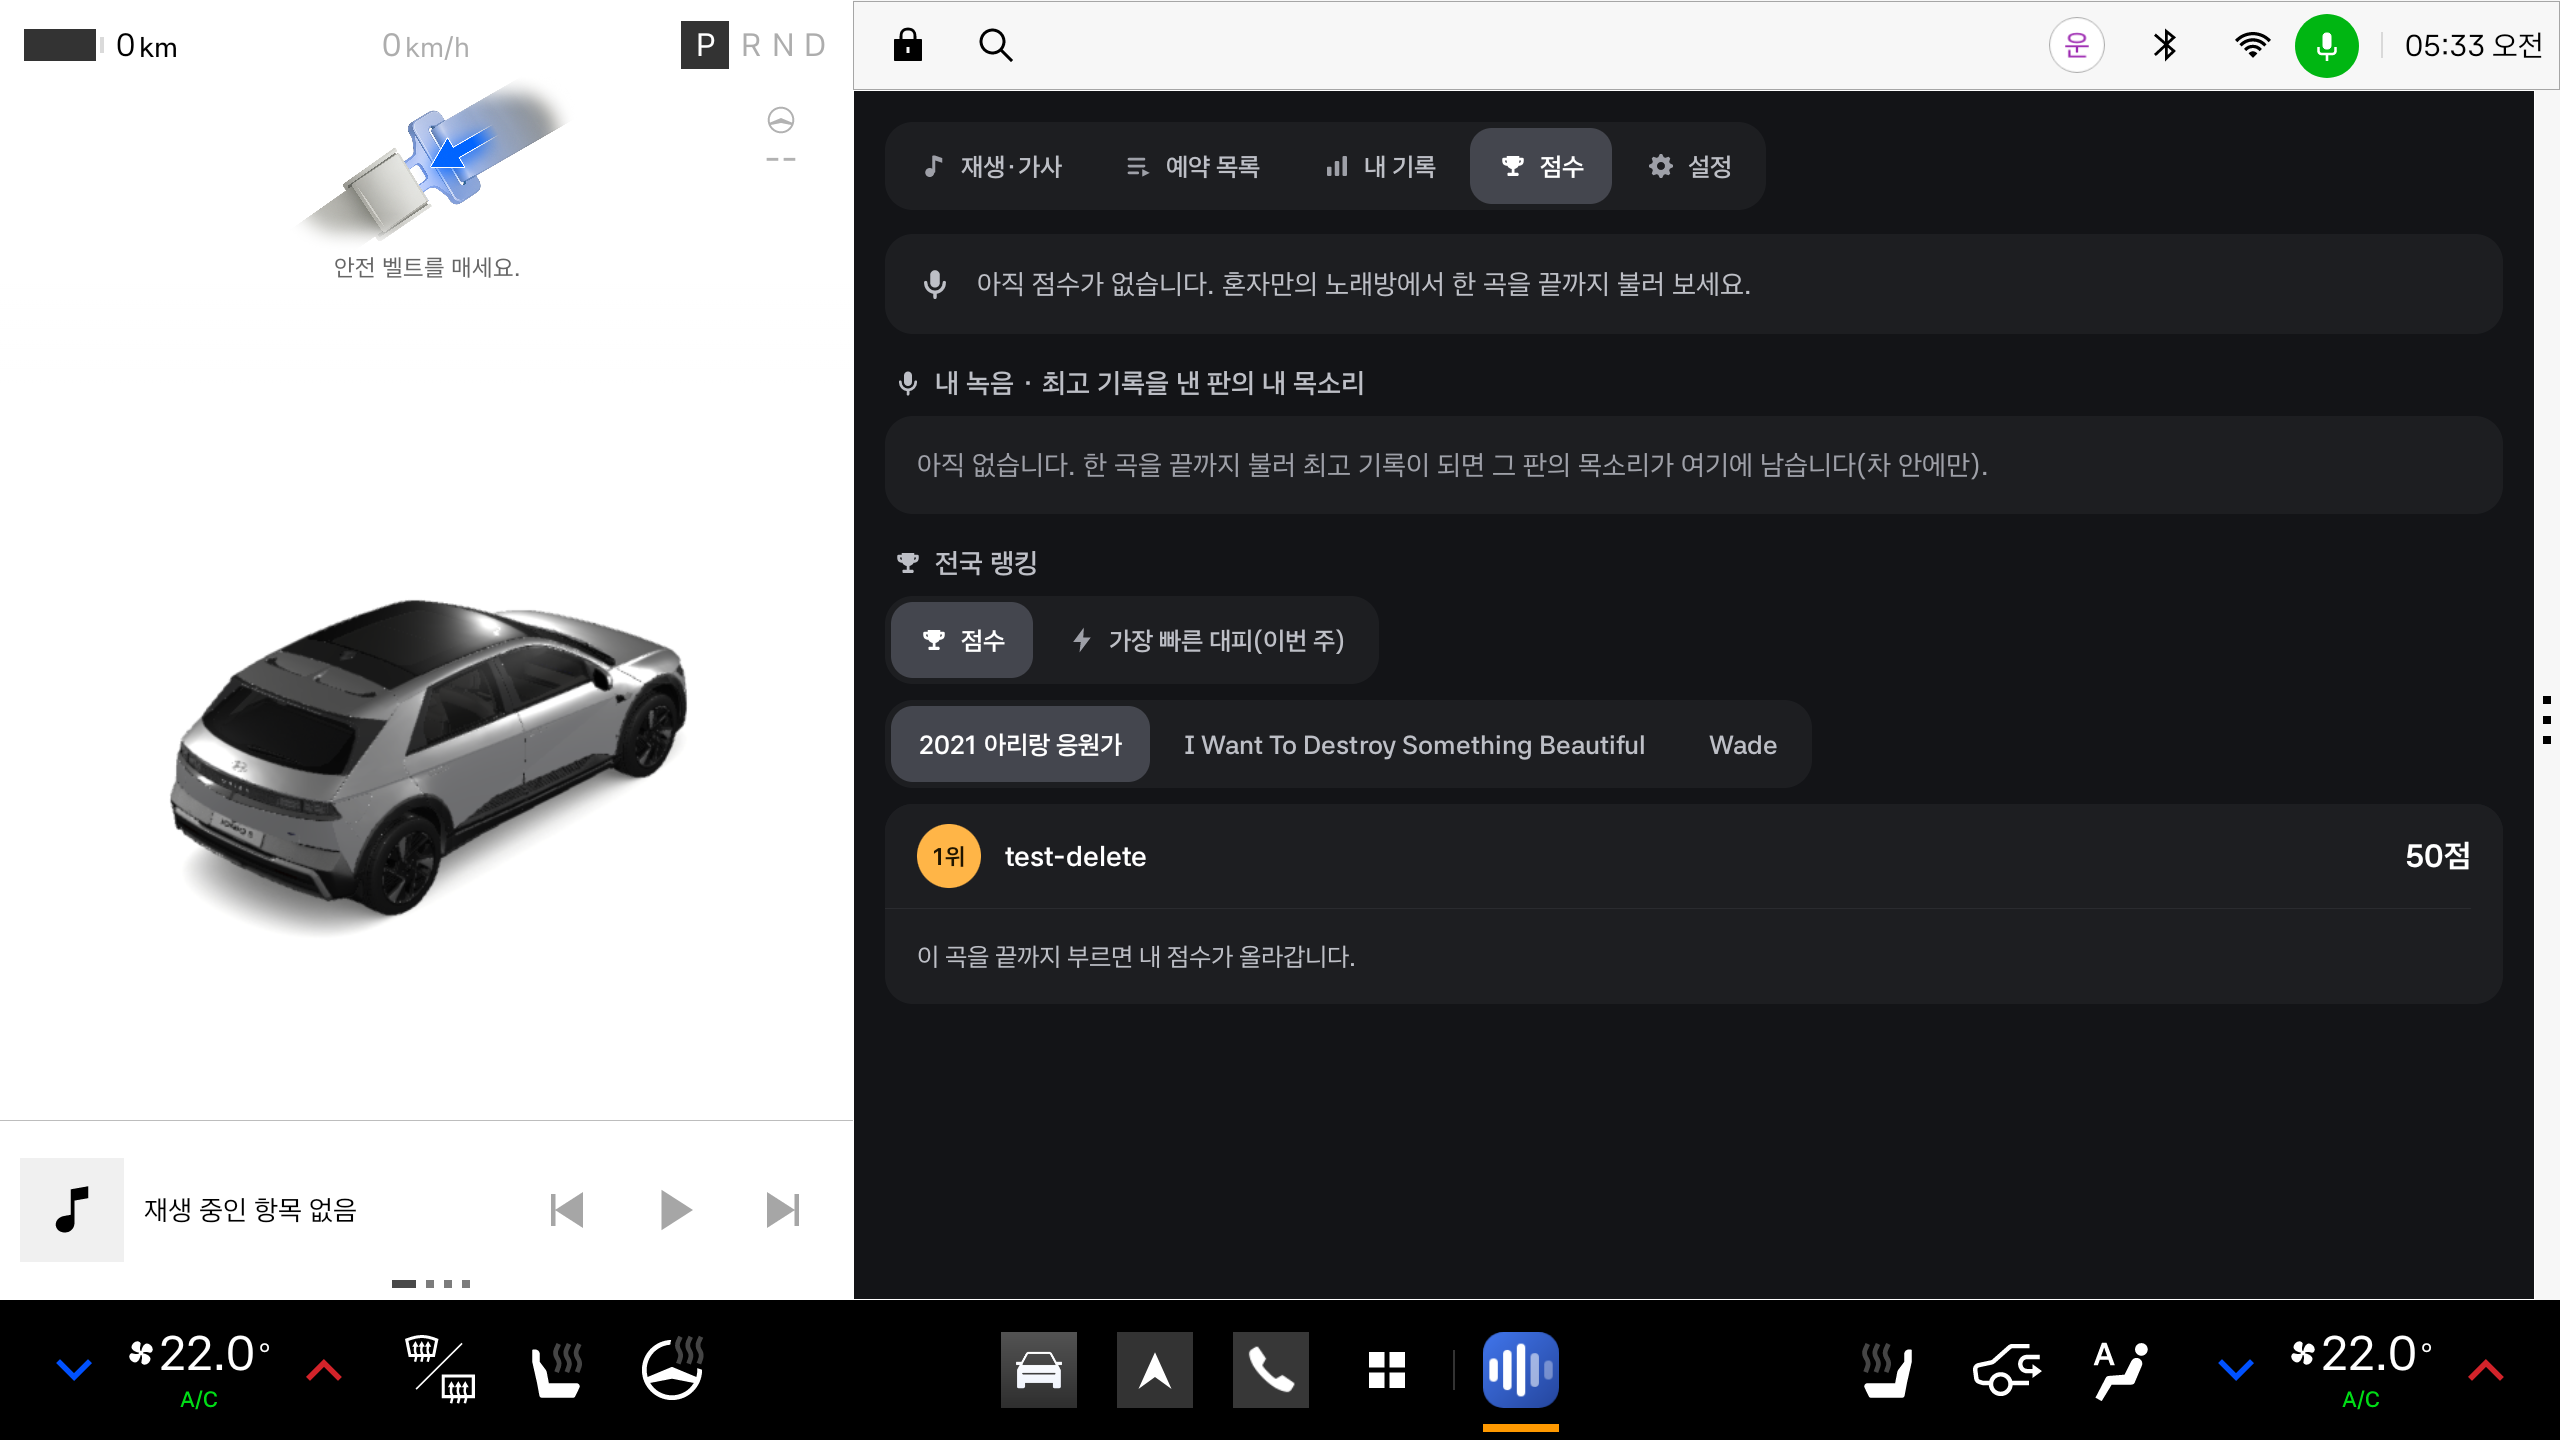 0 km
0 km/h
P R N D
운
05:33 오전
안전 벨트를 매세요.
재생·가사
예약 목록
내 기록
점수
설정
아직 점수가 없습니다. 혼자만의 노래방에서 한 곡을 끝까지 불러 보세요.
내 녹음 · 최고 기록을 낸 판의 내 목소리
아직 없습니다. 한 곡을 끝까지 불러 최고 기록이 되면 그 판의 목소리가 여기에 남습니다(차 안에만).
전국 랭킹
점수
가장 빠른 대피(이번 주)
2021 아리랑 응원가
I Want To Destroy Something Beautiful
Wade
1위
test-delete
50점
이 곡을 끝까지 부르면 내 점수가 올라갑니다.
재생 중인 항목 없음
22.0°
A/C
A
22.0°
A/C